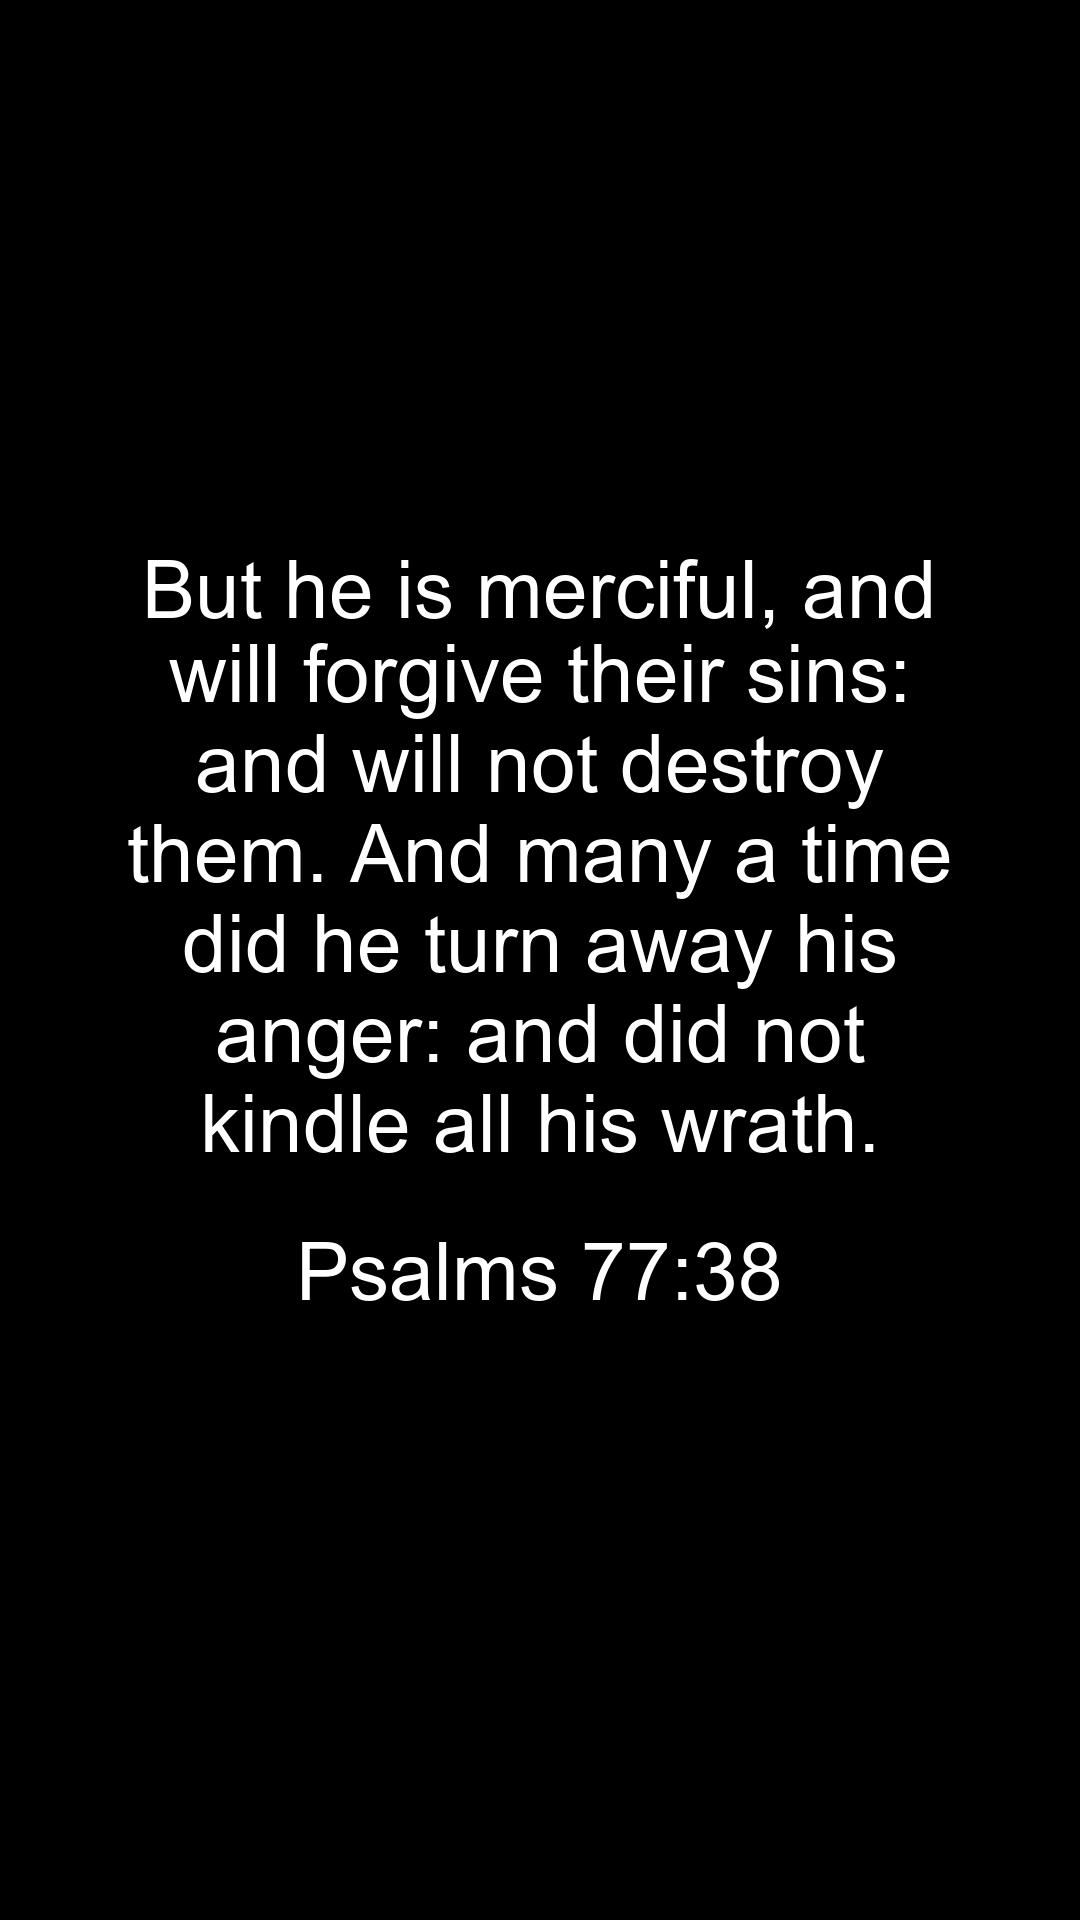 But he is merciful, and
will forgive their sins:
and will not destroy
them. And many a time
did he turn away his
anger: and did not
kindle all his wrath.
Psalms 77:38